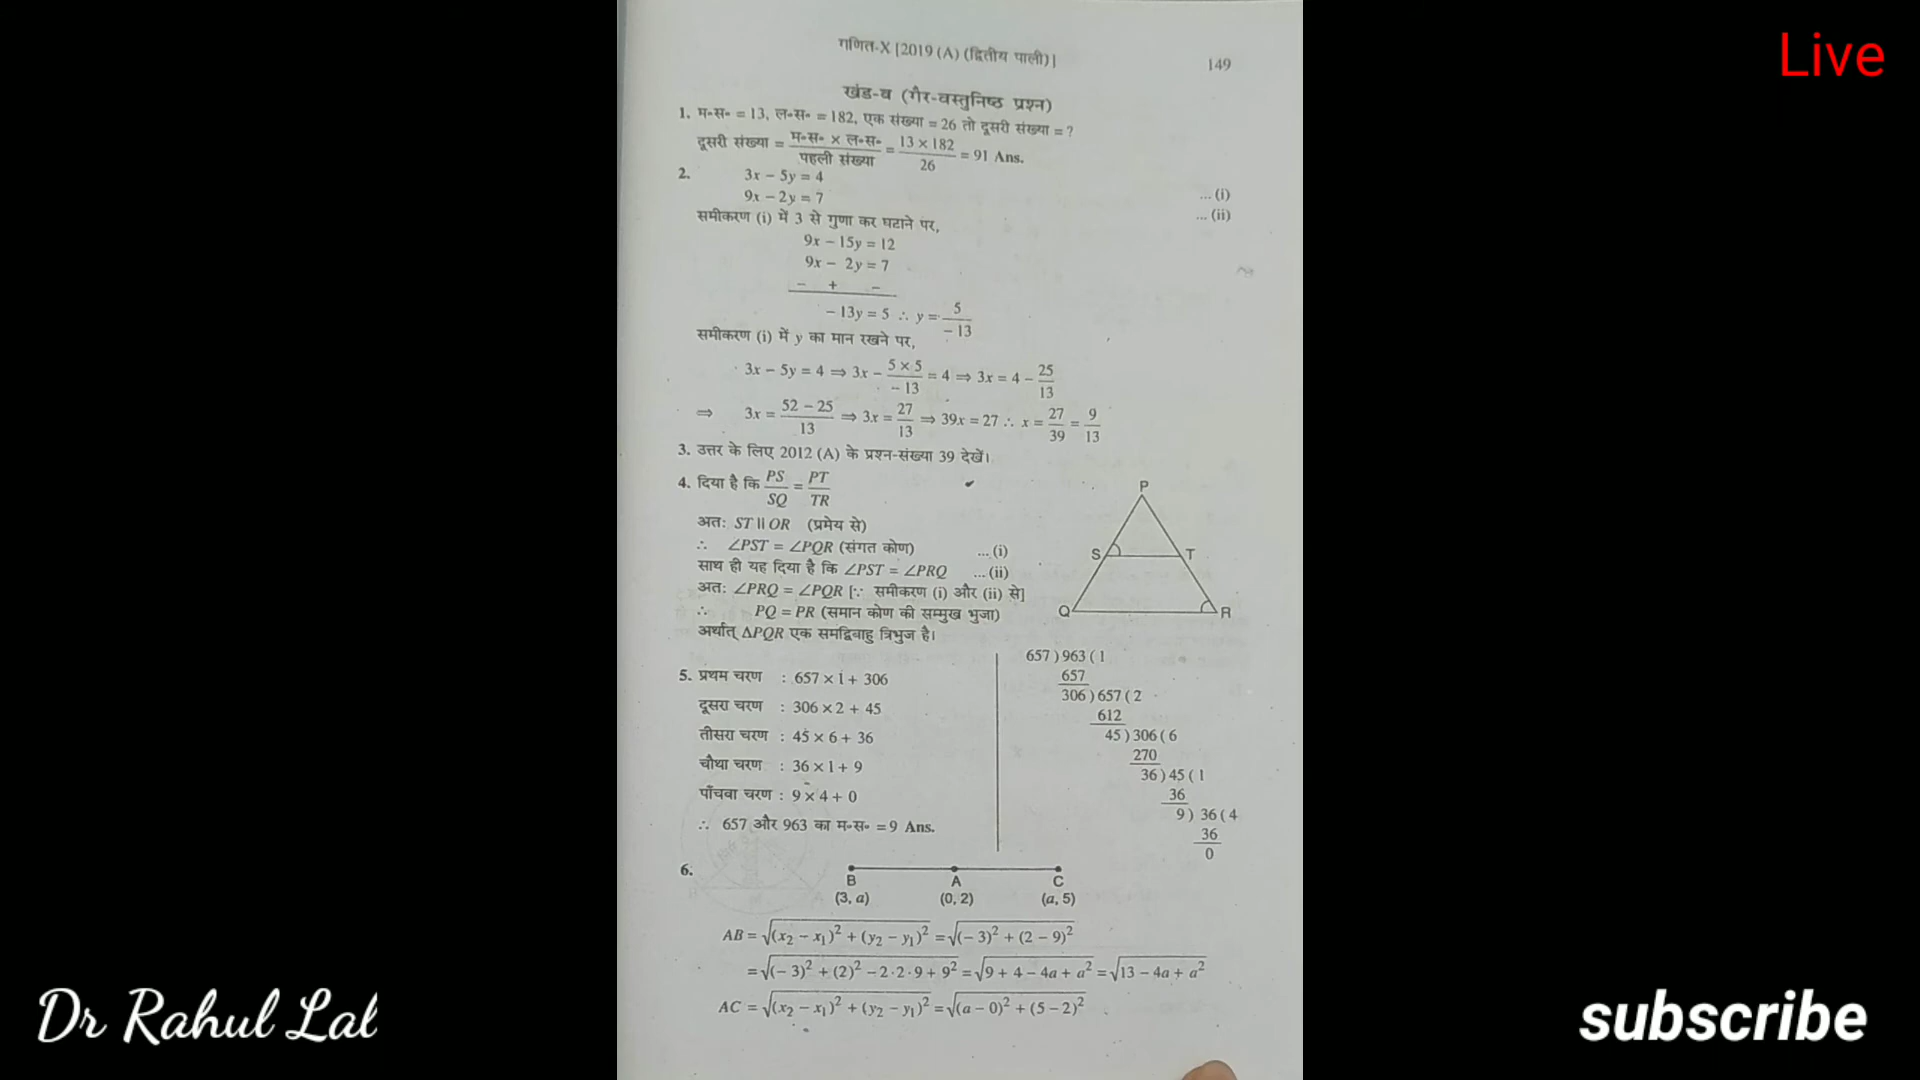 गणित-X [2019 (A) (द्वितीय पाली)]
149
Live
खंड-ब (गैर-वस्तुनिष्ठ प्रश्न)
1. म॰स॰ = 13, ल॰स॰ = 182, एक संख्या = 26 तो दूसरी संख्या = ?
दूसरी संख्या = म॰स॰ × ल॰स॰ / पहली संख्या = 13 × 182 / 26 = 91 Ans.
2. 3x – 5y = 4 ... (i)
9x – 2y = 7 ... (ii)
समीकरण (i) में 3 से गुणा कर घटाने पर,
9x – 15y = 12
9x – 2y = 7
– + –
– 13y = 5 ∴ y = 5 / – 13
समीकरण (i) में y का मान रखने पर,
3x – 5y = 4 ⇒ 3x – 5 × 5 / – 13 = 4 ⇒ 3x = 4 – 25 / 13
⇒ 3x = 52 – 25 / 13 ⇒ 3x = 27 / 13 ⇒ 39x = 27 ∴ x = 27 / 39 = 9 / 13
3. उत्तर के लिए 2012 (A) के प्रश्न-संख्या 39 देखें।
4. दिया है कि PS / SQ = PT / TR
अतः ST || OR (प्रमेय से)
∴ ∠PST = ∠PQR (संगत कोण) ... (i)
साथ ही यह दिया है कि ∠PST = ∠PRQ ... (ii)
अतः ∠PRQ = ∠PQR [∵ समीकरण (i) और (ii) से]
∴ PQ = PR (समान कोण की सम्मुख भुजा)
अर्थात् ΔPQR एक समद्विबाहु त्रिभुज है।
P
S T
Q R
5. प्रथम चरण : 657 × 1 + 306
दूसरा चरण : 306 × 2 + 45
तीसरा चरण : 45 × 6 + 36
चौथा चरण : 36 × 1 + 9
पाँचवा चरण : 9 × 4 + 0
∴ 657 और 963 का म॰स॰ = 9 Ans.
657 ) 963 ( 1
657
306 ) 657 ( 2
612
45 ) 306 ( 6
270
36 ) 45 ( 1
36
9 ) 36 ( 4
36
0
6.
B A C
(3, a) (0, 2) (a, 5)
AB = √(x₂ – x₁)² + (y₂ – y₁)² = √(– 3)² + (2 – 9)²
= √(– 3)² + (2)² – 2·2·9 + 9² = √9 + 4 – 4a + a² = √13 – 4a + a²
AC = √(x₂ – x₁)² + (y₂ – y₁)² = √(a – 0)² + (5 – 2)²
Dr Rahul Lal
subscribe